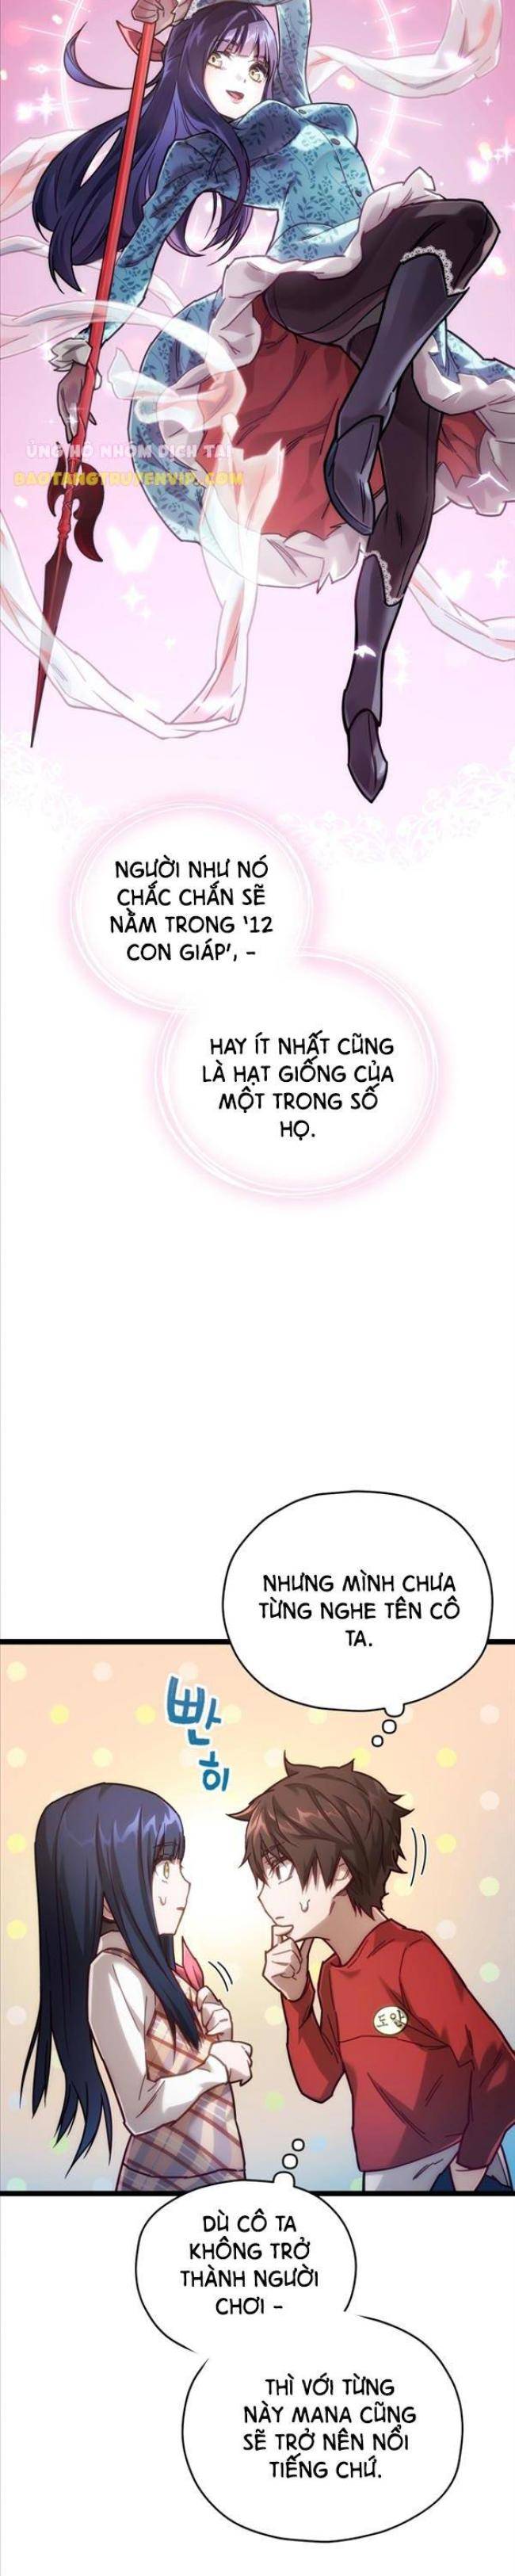 ỦNG HỘ NHÓM DỊCH TẠI
BAOTANGTRUYENVIP.COM
NGƯỜI NHƯ NÓ
CHẮC CHẮN SẼ
NẰM TRONG '12
CON GIÁP', -
HAY ÍT NHẤT CŨNG
LÀ HẠT GIỐNG CỦA
MỘT TRONG SỐ
HỌ.
NHƯNG MÌNH CHƯA
TỪNG NGHE TÊN CÔ
TA.
빤
히
도압
DÙ CÔ TA
KHÔNG TRỞ
THÀNH NGƯỜI
CHƠI -
THÌ VỚI TỪNG
NÀY MANA CŨNG
SẼ TRỞ NÊN NỔI
TIẾNG CHỨ.